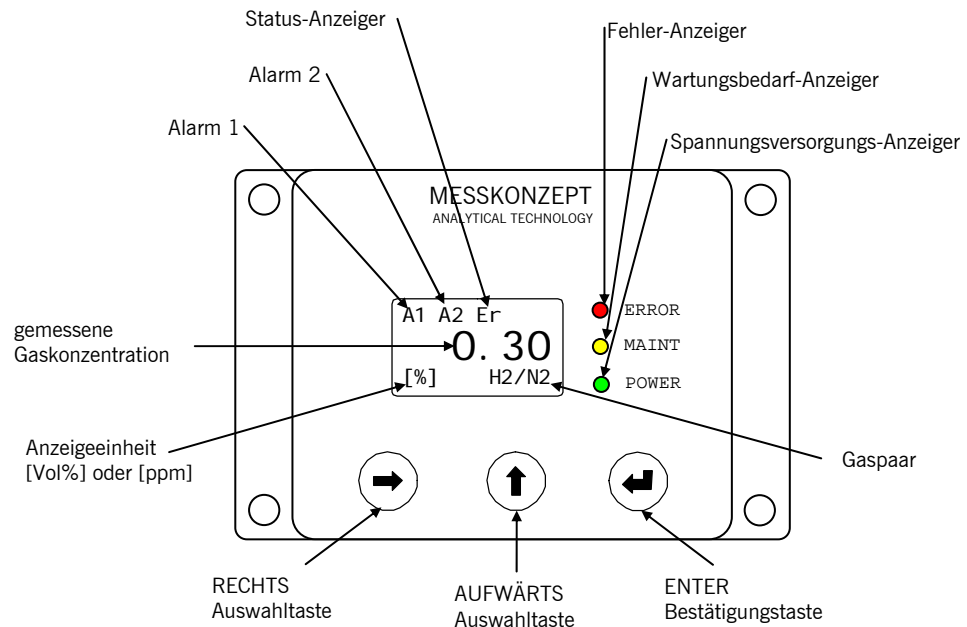 Status-Anzeiger
Fehler-Anzeiger
Alarm 2
Wartungsbedarf-Anzeiger
Alarm 1
Spannungsversorgungs-Anzeiger
MESSKONZEPT
ANALYTICAL TECHNOLOGY
A1 A2 Er
ERROR
gemessene
Gaskonzentration
0.30
MAINT
[%] H2/N2
POWER
Anzeigeeinheit
[Vol%] oder [ppm]
Gaspaar
RECHTS
Auswahltaste
AUFWÄRTS
Auswahltaste
ENTER
Bestätigungstaste